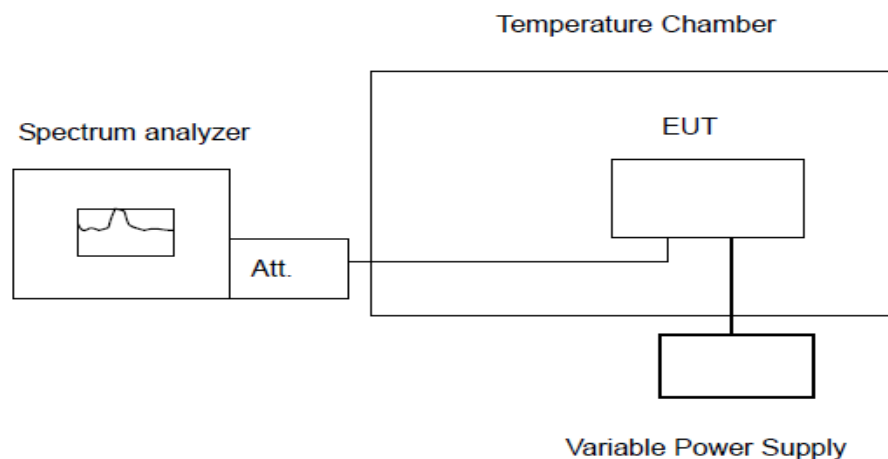 Temperature Chamber
Spectrum analyzer
EUT
Att.
Variable Power Supply